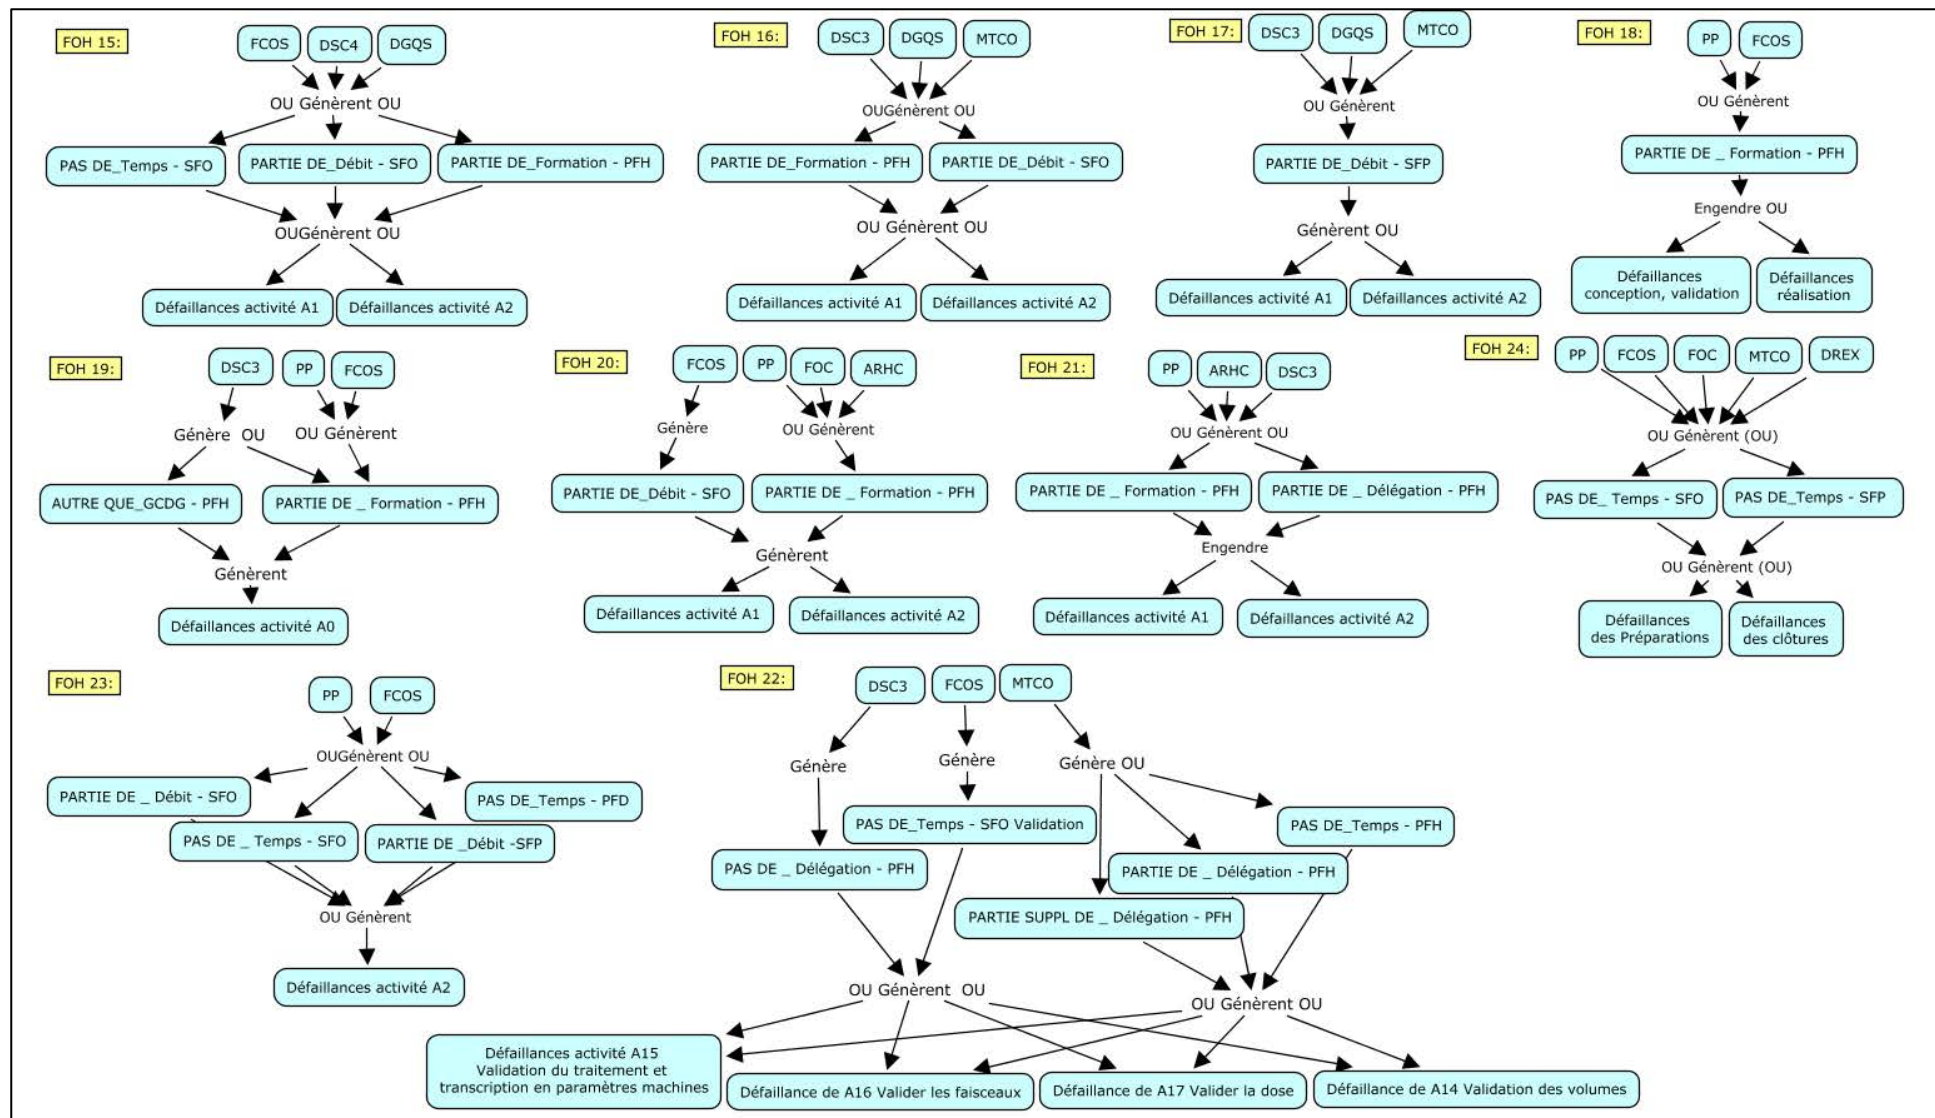 FOH 15:
FCOS
DSC4
DGQS
OU Génèrent OU
PAS DE_Temps - SFO
PARTIE DE_Débit - SFO
PARTIE DE_Formation - PFH
OUGénèrent OU
Défaillances activité A1
Défaillances activité A2
FOH 16:
DSC3
DGQS
MTCO
OUGénèrent OU
PARTIE DE_Formation - PFH
PARTIE DE_Débit - SFO
OU Génèrent OU
Défaillances activité A1
Défaillances activité A2
FOH 17:
DSC3
DGQS
MTCO
OU Génèrent
PARTIE DE_Débit - SFP
Génèrent OU
Défaillances activité A1
Défaillances activité A2
FOH 18:
PP
FCOS
OU Génèrent
PARTIE DE _ Formation - PFH
Engendre OU
Défaillances
conception, validation
Défaillances
réalisation
FOH 19:
DSC3
PP
FCOS
Génère OU
OU Génèrent
AUTRE QUE_GCDG - PFH
PARTIE DE _ Formation - PFH
Génèrent
Défaillances activité A0
FOH 20:
FCOS
PP
FOC
ARHC
Génère
OU Génèrent
PARTIE DE_Débit - SFO
PARTIE DE _ Formation - PFH
Génèrent
Défaillances activité A1
Défaillances activité A2
FOH 21:
PP
ARHC
DSC3
OU Génèrent OU
PARTIE DE _ Formation - PFH
PARTIE DE _ Délégation - PFH
Engendre
Défaillances activité A1
Défaillances activité A2
FOH 24:
PP
FCOS
FOC
MTCO
DREX
OU Génèrent (OU)
PAS DE_ Temps - SFO
PAS DE_Temps - SFP
OU Génèrent (OU)
Défaillances
des Préparations
Défaillances
des clôtures
FOH 23:
PP
FCOS
OUGénèrent OU
PARTIE DE _ Débit - SFO
PAS DE_Temps - PFD
PAS DE _ Temps - SFO
PARTIE DE _Débit -SFP
OU Génèrent
Défaillances activité A2
FOH 22:
DSC3
FCOS
MTCO
Génère
Génère
Génère OU
PAS DE_Temps - SFO Validation
PAS DE_Temps - PFH
PAS DE _ Délégation - PFH
PARTIE DE _ Délégation - PFH
PARTIE SUPPL DE _ Délégation - PFH
OU Génèrent OU
OU Génèrent OU
Défaillances activité A15
Validation du traitement et
transcription en paramètres machines
Défaillance de A16 Valider les faisceaux
Défaillance de A17 Valider la dose
Défaillance de A14 Validation des volumes